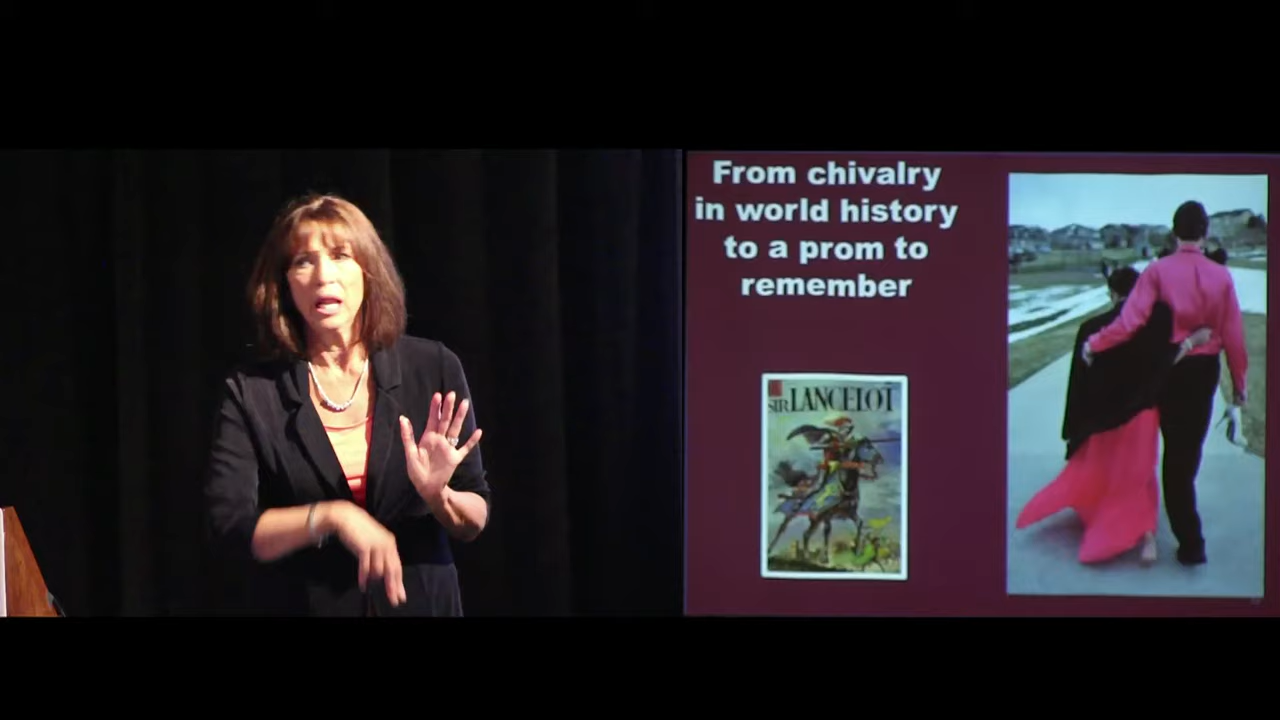 From chivalry
in world history
to a prom to
remember
SIR LANCELOT